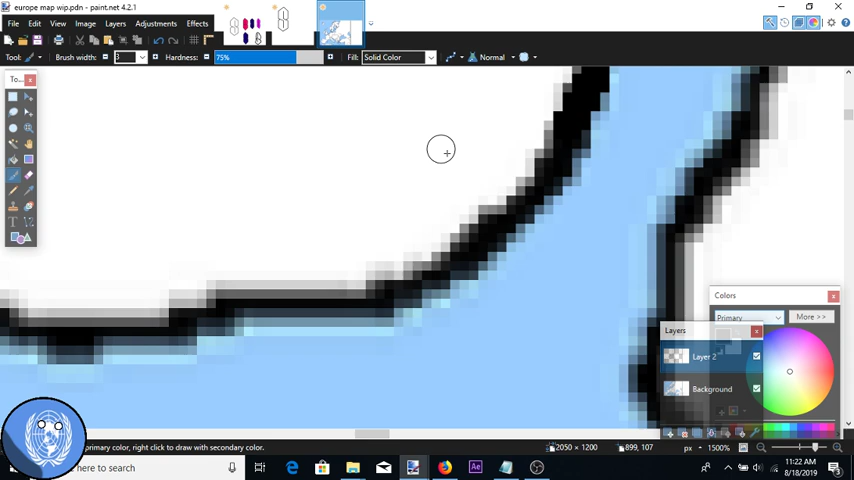 europe map wip.pdn - paint.net 4.2.1
File Edit View Image Layers Adjustments Effects
Tool: Brush width: 3 Hardness: 75% Fill: Solid Color Normal
To...
Colors
Primary More >>
Layers
Layer 2
Background
primary color, right click to draw with secondary color. 2050 × 1200 899, 107 px 1500%
here to search Ae 11:22 AM
8/18/2019 3